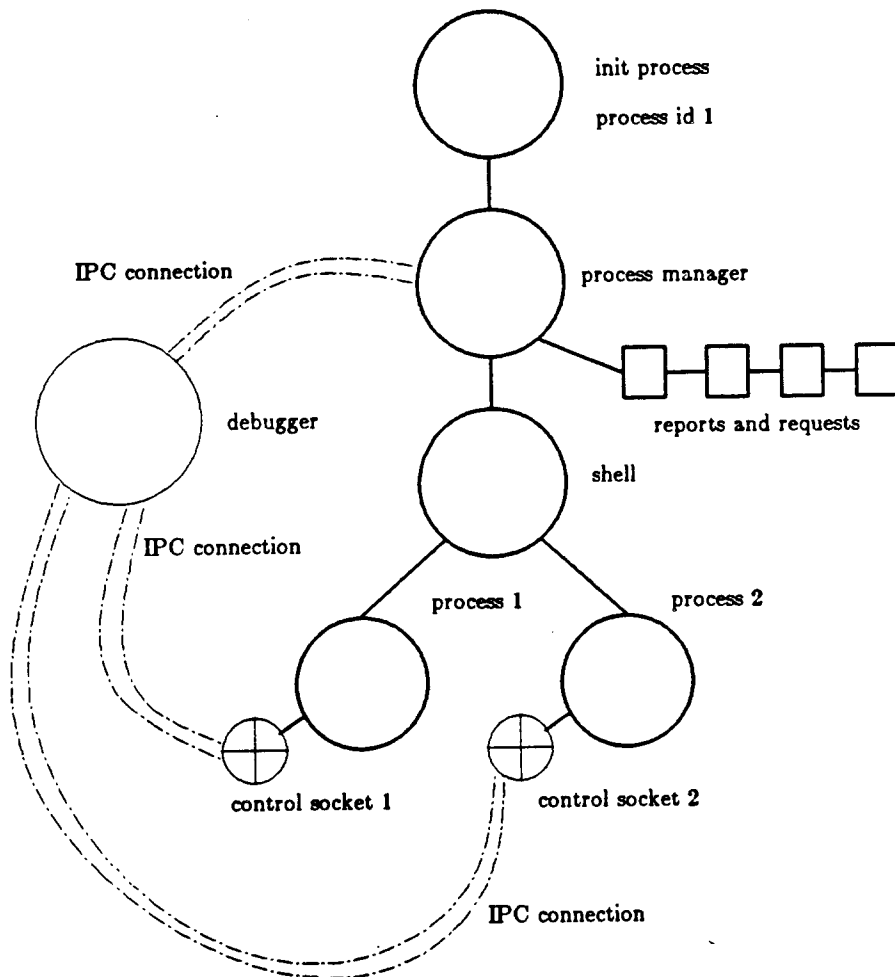 init process
process id 1
IPC connection
process manager
debugger
reports and requests
shell
IPC connection
process 1
process 2
control socket 1
control socket 2
IPC connection